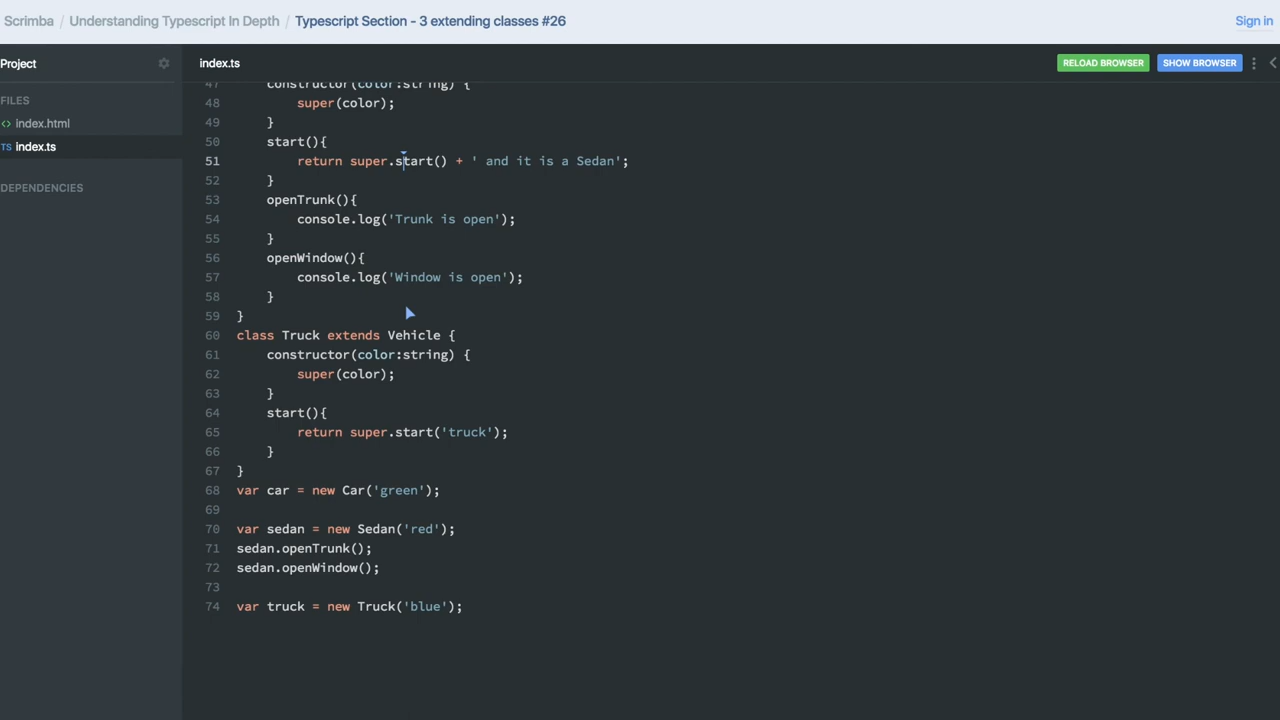 Scrimba / Understanding Typescript In Depth / Typescript Section - 3 extending classes #26
Sign in
Project
index.ts
RELOAD BROWSER
SHOW BROWSER
FILES
<> index.html
TS index.ts
DEPENDENCIES
47 constructor(color:string) {
48 super(color);
49 }
50 start(){
51 return super.start() + ' and it is a Sedan';
52 }
53 openTrunk(){
54 console.log('Trunk is open');
55 }
56 openWindow(){
57 console.log('Window is open');
58 }
59 }
60 class Truck extends Vehicle {
61 constructor(color:string) {
62 super(color);
63 }
64 start(){
65 return super.start('truck');
66 }
67 }
68 var car = new Car('green');
69
70 var sedan = new Sedan('red');
71 sedan.openTrunk();
72 sedan.openWindow();
73
74 var truck = new Truck('blue');